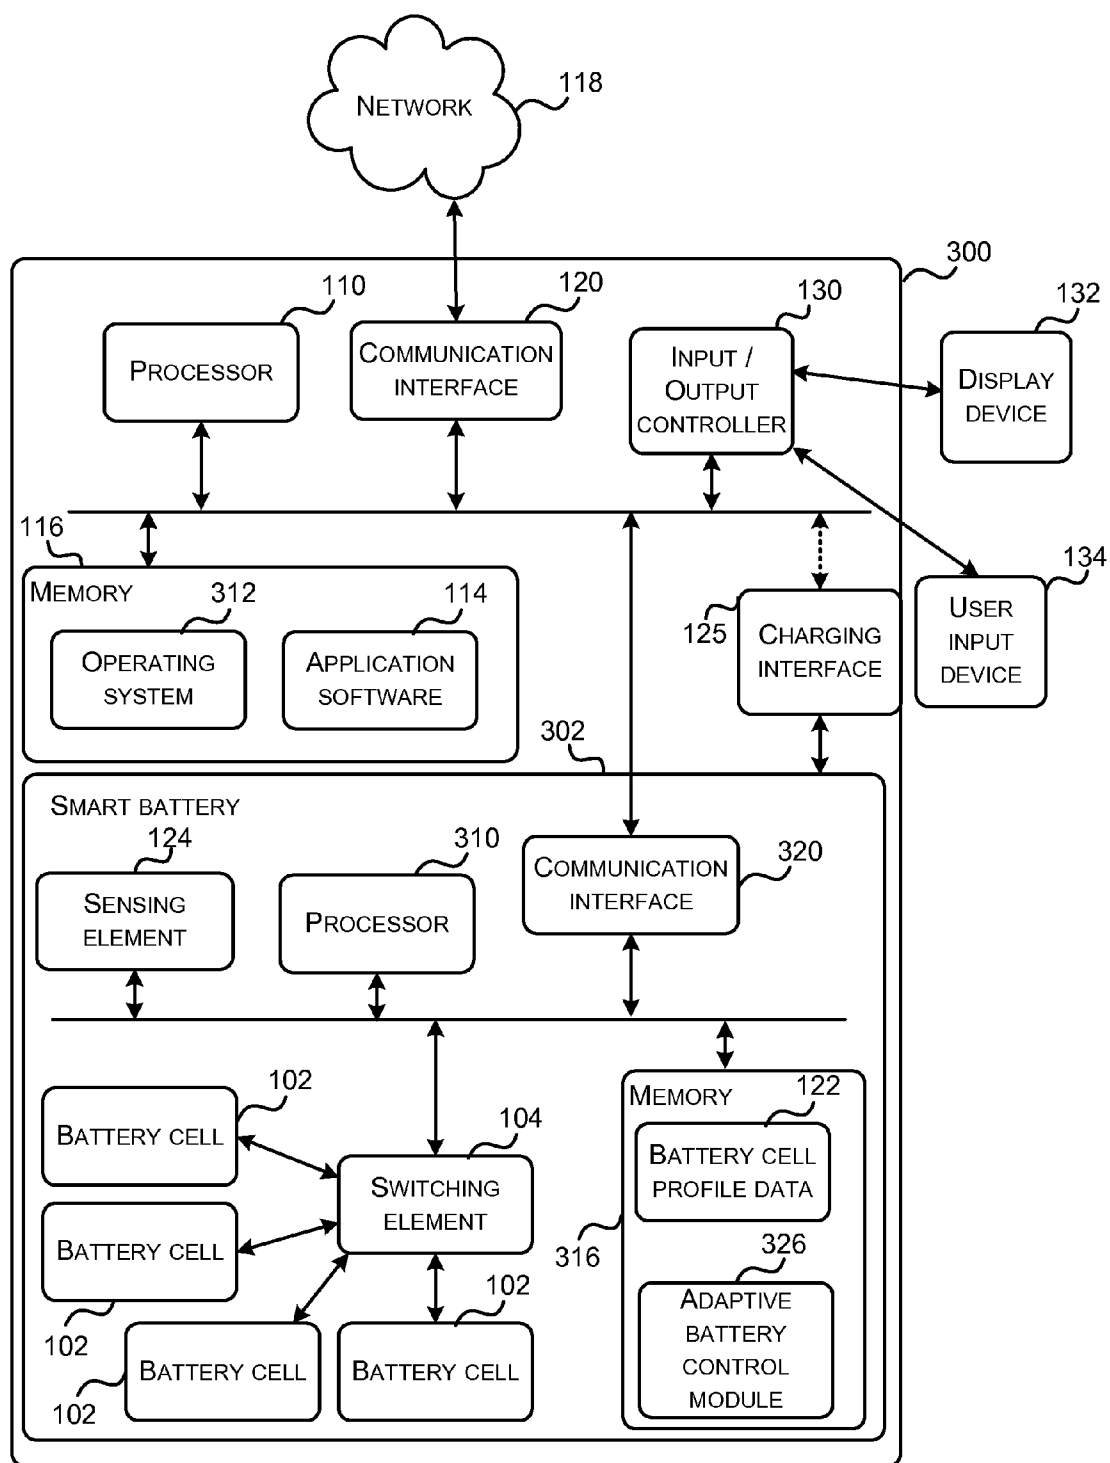 NETWORK
118
300
110
120
130
132
PROCESSOR
COMMUNICATION
INTERFACE
INPUT /
OUTPUT
CONTROLLER
DISPLAY
DEVICE
116
MEMORY
312
114
OPERATING
SYSTEM
APPLICATION
SOFTWARE
125
CHARGING
INTERFACE
134
USER
INPUT
DEVICE
302
SMART BATTERY
124
310
320
SENSING
ELEMENT
PROCESSOR
COMMUNICATION
INTERFACE
102
BATTERY CELL
104
SWITCHING
ELEMENT
BATTERY CELL
102
102
BATTERY CELL
102
BATTERY CELL
MEMORY
122
BATTERY CELL
PROFILE DATA
316
326
ADAPTIVE
BATTERY
CONTROL
MODULE